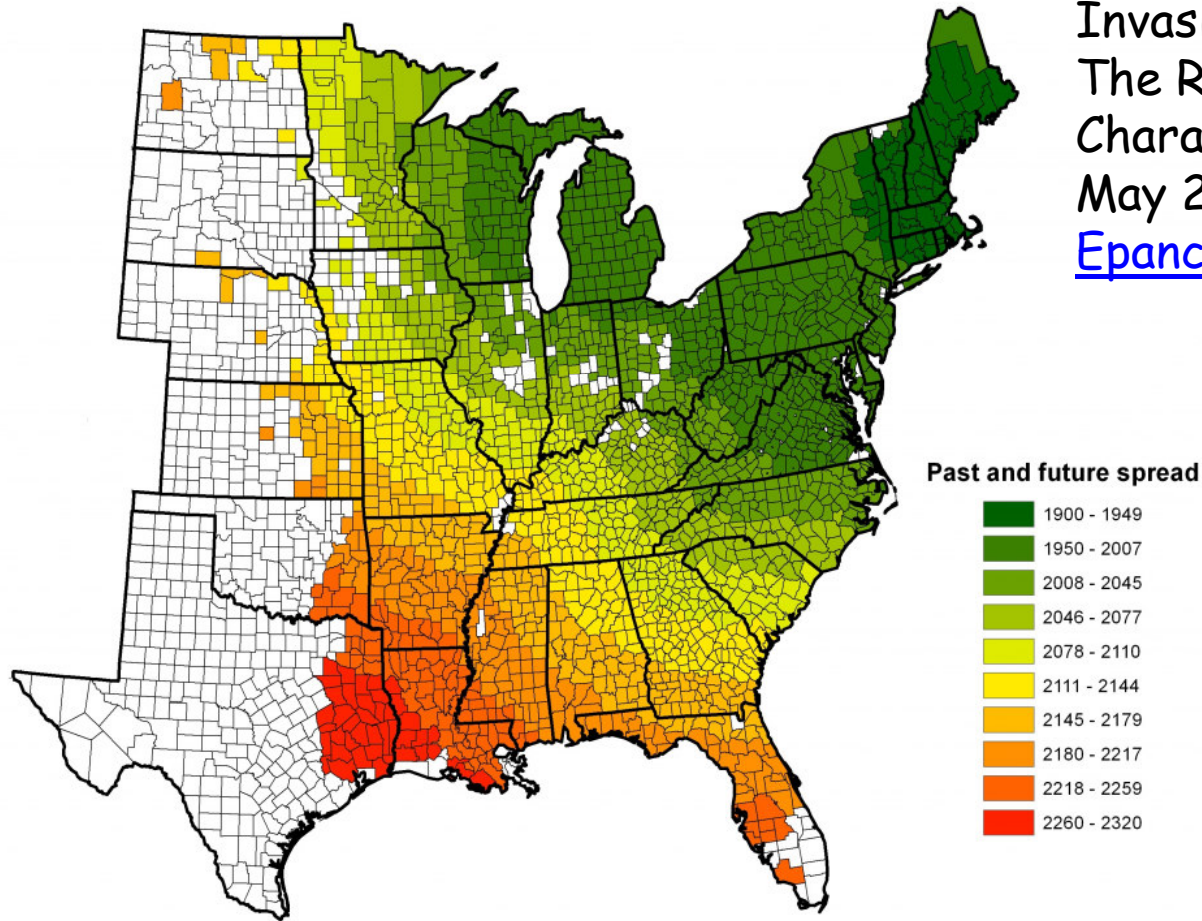 Invas
The R
Chara
May 2
Epanc
Past and future spread
1900 - 1949
1950 - 2007
2008 - 2045
2046 - 2077
2078 - 2110
2111 - 2144
2145 - 2179
2180 - 2217
2218 - 2259
2260 - 2320